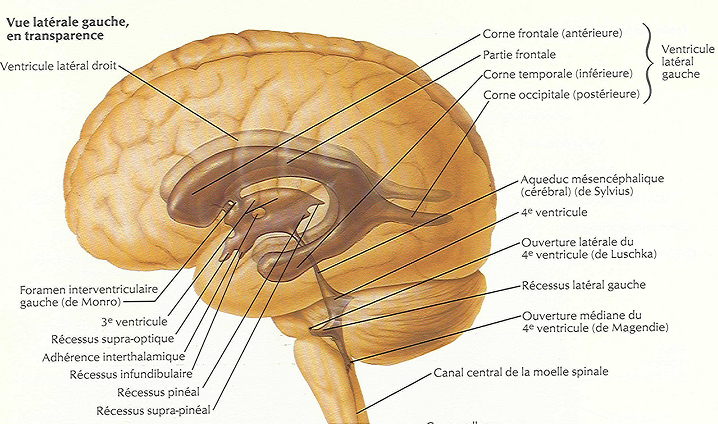 Vue latérale gauche,
en transparence
Ventricule latéral droit
Corne frontale (antérieure)
Partie frontale
Corne temporale (inférieure)
Corne occipitale (postérieure)
Ventricule
latéral
gauche
Aqueduc mésencéphalique
(cérébral) (de Sylvius)
4e ventricule
Ouverture latérale du
4e ventricule (de Luschka)
Récessus latéral gauche
Ouverture médiane du
4e ventricule (de Magendie)
Canal central de la moelle spinale
Foramen interventriculaire
gauche (de Monro)
3e ventricule
Récessus supra-optique
Adhérence interthalamique
Récessus infundibulaire
Récessus pinéal
Récessus supra-pinéal